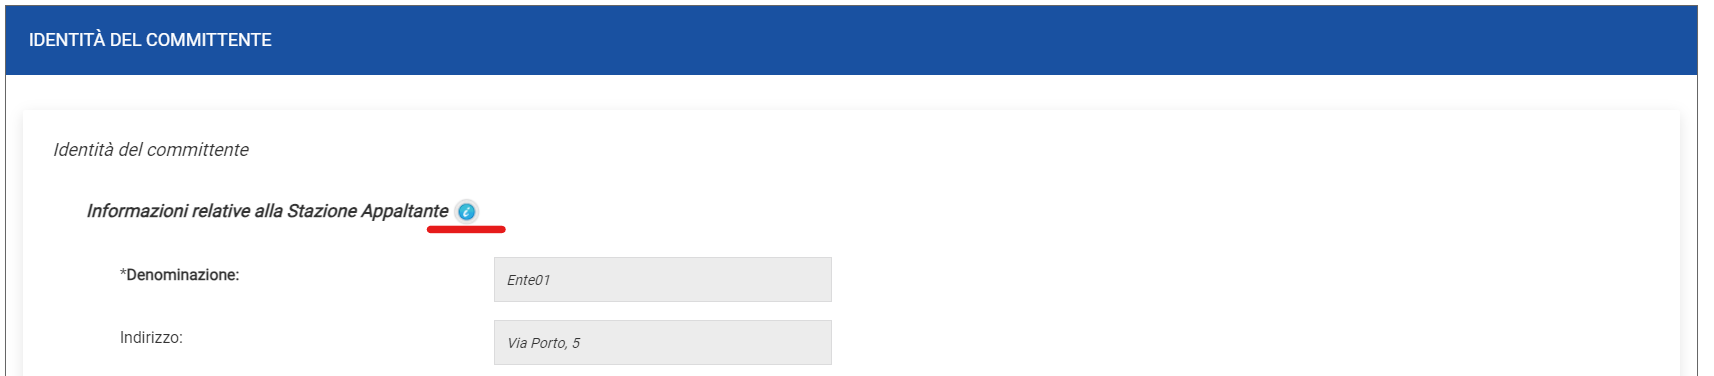 IDENTITÀ DEL COMMITTENTE
Identità del committente
Informazioni relative alla Stazione Appaltante i
*Denominazione: Ente01
Indirizzo: Via Porto, 5